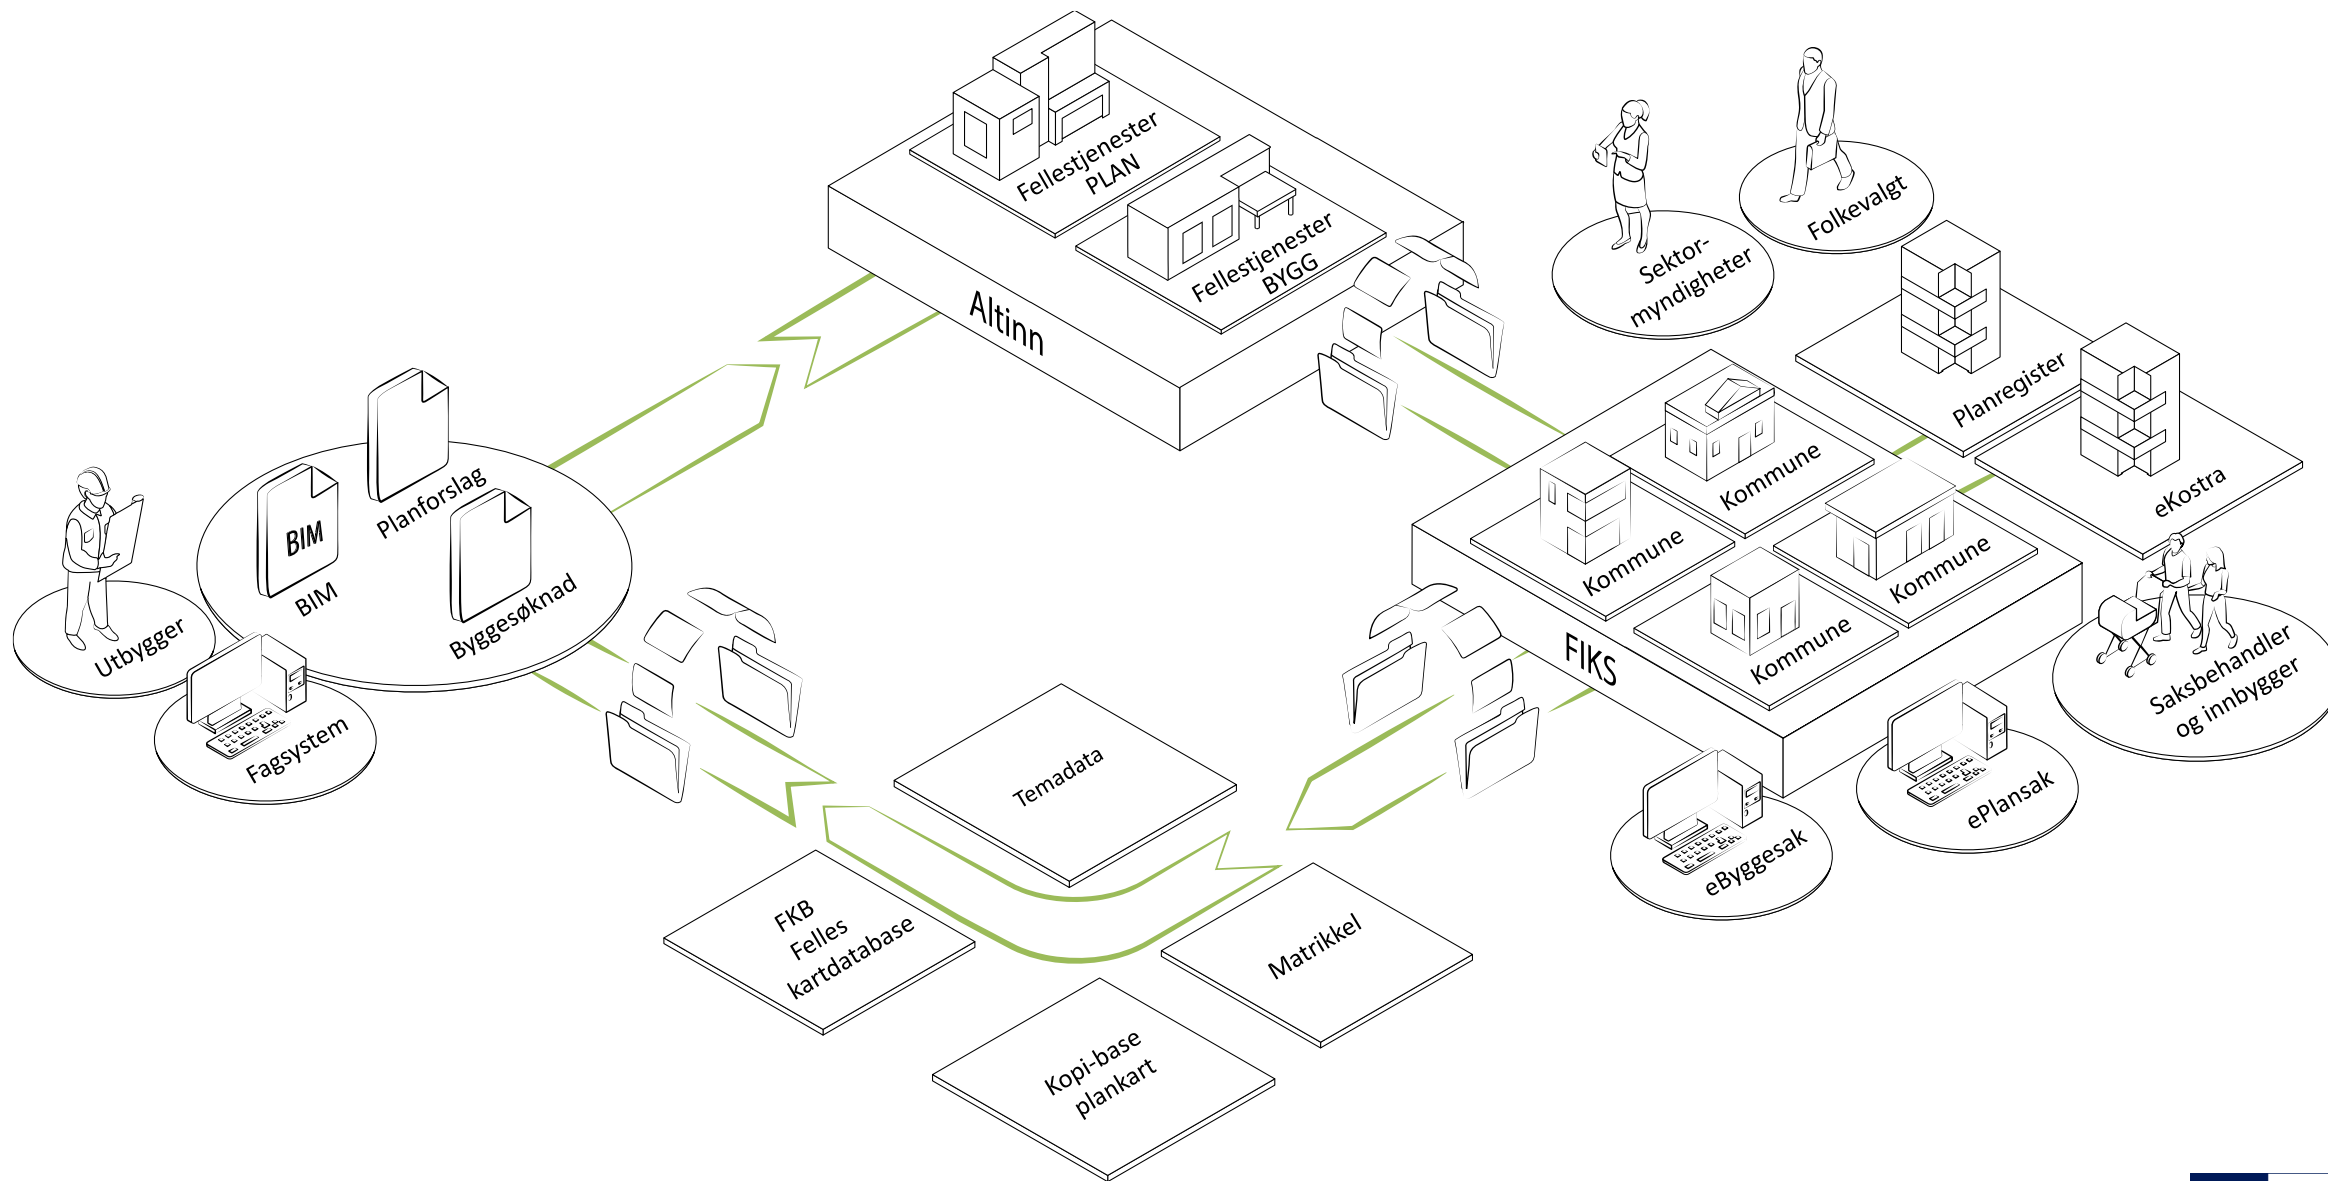 Fellestjenester
PLAN
Fellestjenester
BYGG
Altinn
Folkevalgt
Sektor-
myndigheter
Planregister
eKostra
Kommune
Kommune
Kommune
Kommune
FIKS
Saksbehandler
og innbygger
ePlansak
eByggesak
Planforslag
BIM
BIM
Byggesøknad
Utbygger
Fagsystem
Temadata
FKB
Felles
kartdatabase
Matrikkel
Kopi-base
plankart